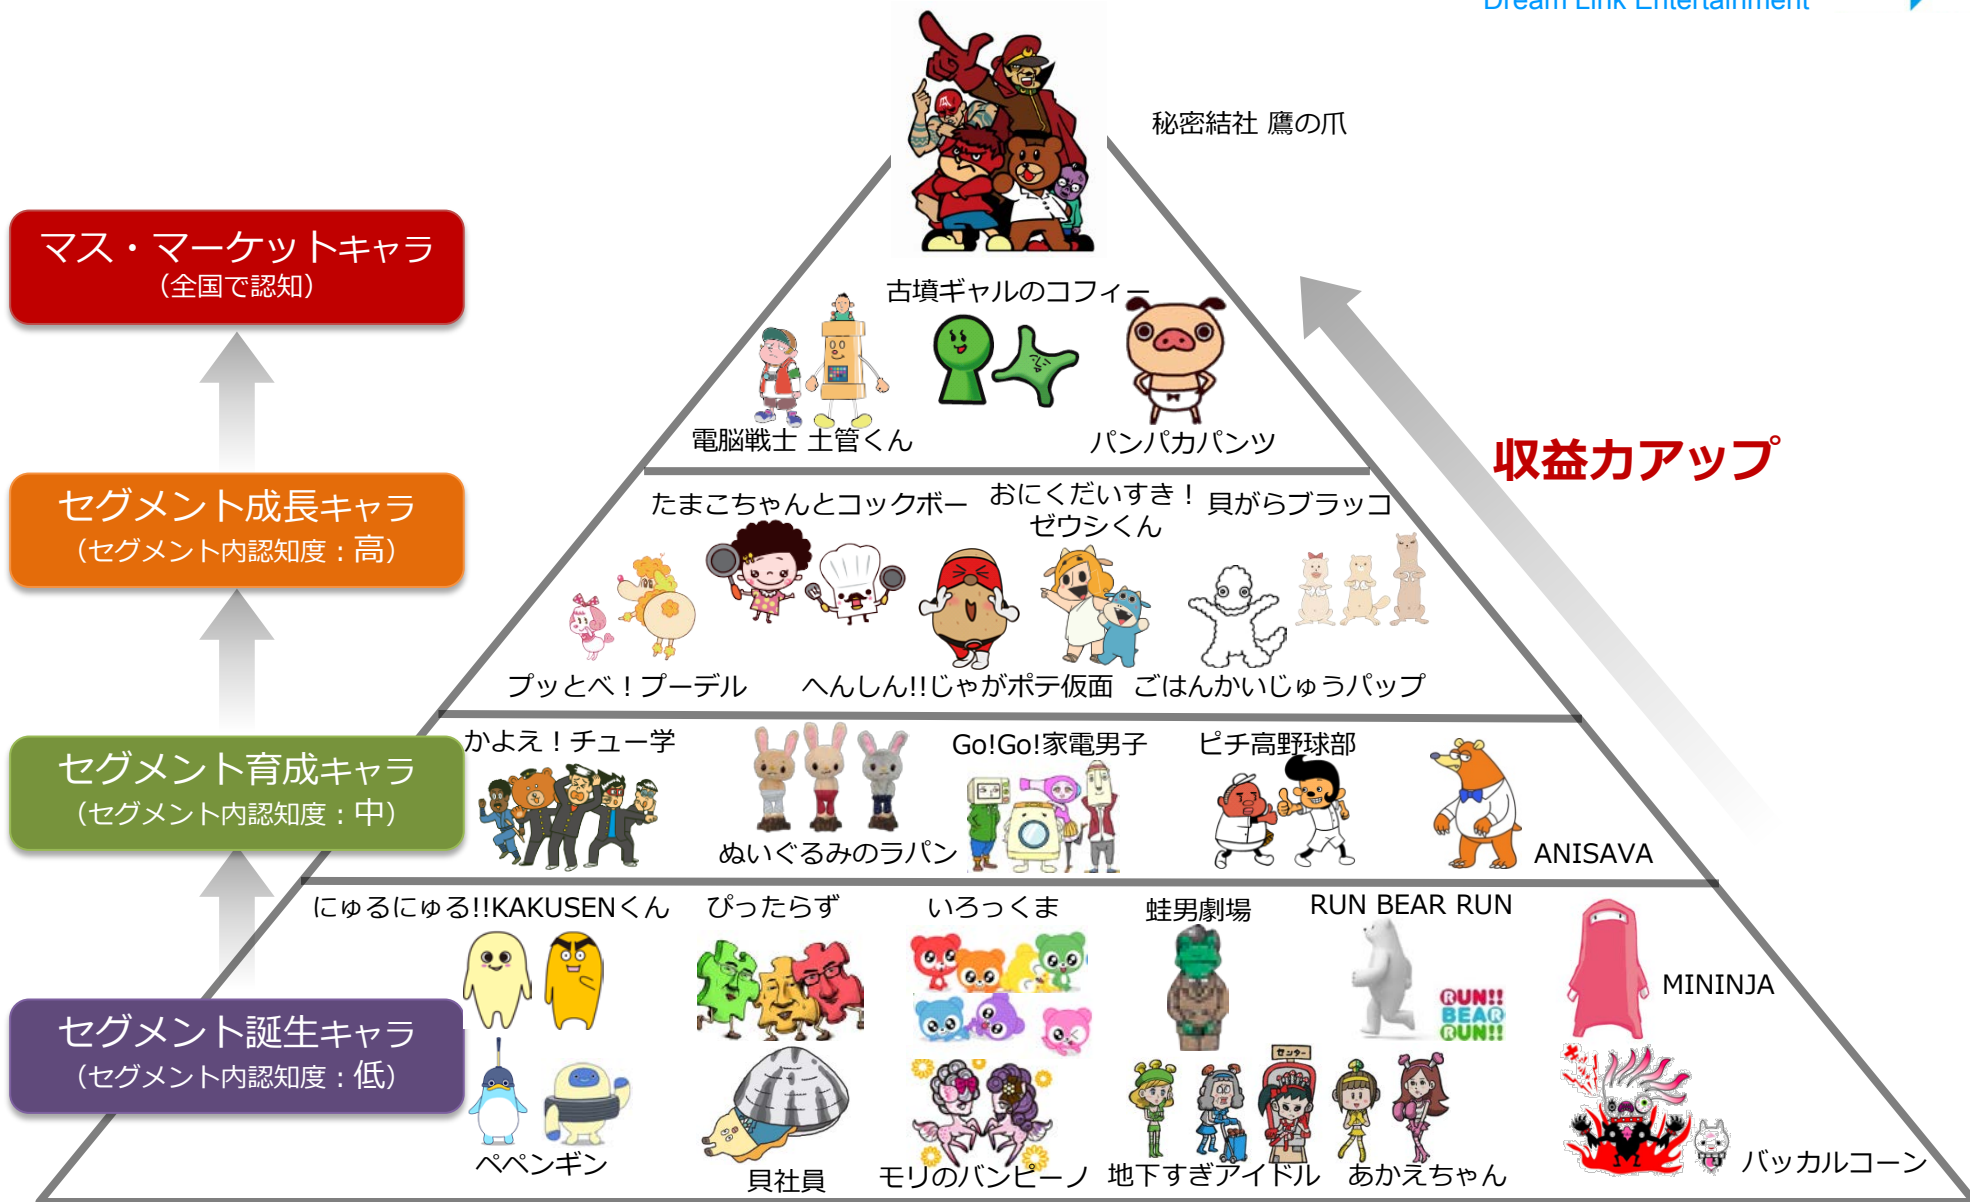 Dream Link Entertainment
秘密結社 鷹の爪
マス・マーケットキャラ
（全国で認知）
古墳ギャルのコフィー
電脳戦士 土管くん
パンパカパンツ
収益力アップ
セグメント成長キャラ
（セグメント内認知度：高）
たまこちゃんとコックボー
おにくだいすき！
ゼウシくん
貝がらブラッコ
プッとべ！プーデル
へんしん!!じゃがポテ仮面
ごはんかいじゅうパップ
セグメント育成キャラ
（セグメント内認知度：中）
かよえ！チュー学
ぬいぐるみのラパン
Go!Go!家電男子
ピチ高野球部
ANISAVA
セグメント誕生キャラ
（セグメント内認知度：低）
にゅるにゅる!!KAKUSENくん
ぴったらず
いろっくま
蛙男劇場
RUN BEAR RUN
RUN!!
BEAR
RUN!!
MININJA
センター
ペペンギン
貝社員
モリのバンビーノ
地下すぎアイドル
あかえちゃん
バッカルコーン